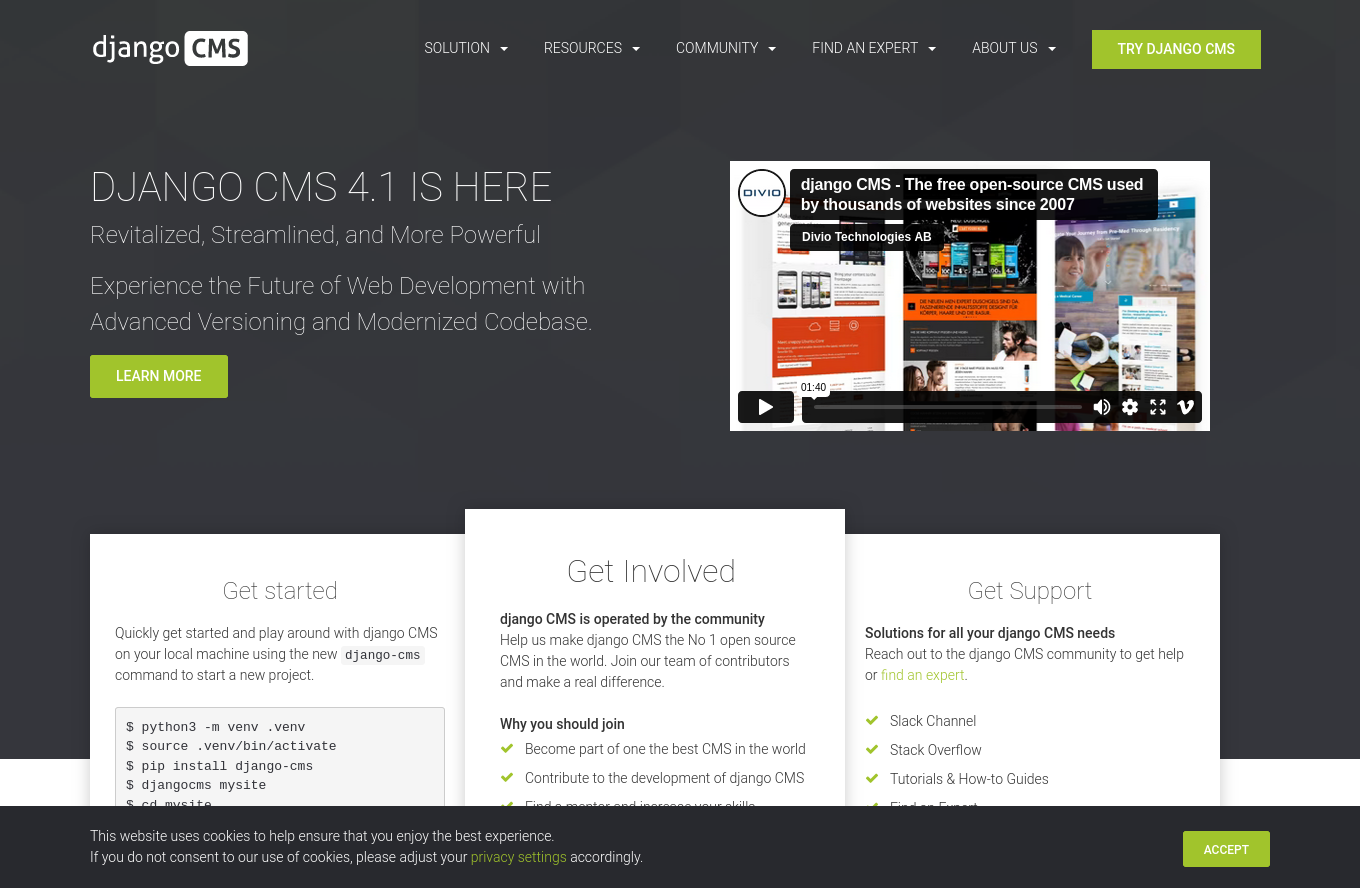 django CMS
SOLUTION
RESOURCES
COMMUNITY
FIND AN EXPERT
ABOUT US
TRY DJANGO CMS
DJANGO CMS 4.1 IS HERE
Revitalized, Streamlined, and More Powerful
Experience the Future of Web Development with
Advanced Versioning and Modernized Codebase.
LEARN MORE
DIVIO
django CMS - The free open-source CMS used
by thousands of websites since 2007
Divio Technologies AB
01:40
Get started
Quickly get started and play around with django CMS
on your local machine using the new django-cms
command to start a new project.
$ python3 -m venv .venv
$ source .venv/bin/activate
$ pip install django-cms
$ djangocms mysite
$ cd mysite
Get Involved
django CMS is operated by the community
Help us make django CMS the No 1 open source
CMS in the world. Join our team of contributors
and make a real difference.
Why you should join
Become part of one the best CMS in the world
Contribute to the development of django CMS
Find a mentor and increase your skills
Get Support
Solutions for all your django CMS needs
Reach out to the django CMS community to get help
or find an expert.
Slack Channel
Stack Overflow
Tutorials & How-to Guides
Find an Expert
This website uses cookies to help ensure that you enjoy the best experience.
If you do not consent to our use of cookies, please adjust your privacy settings accordingly.
ACCEPT